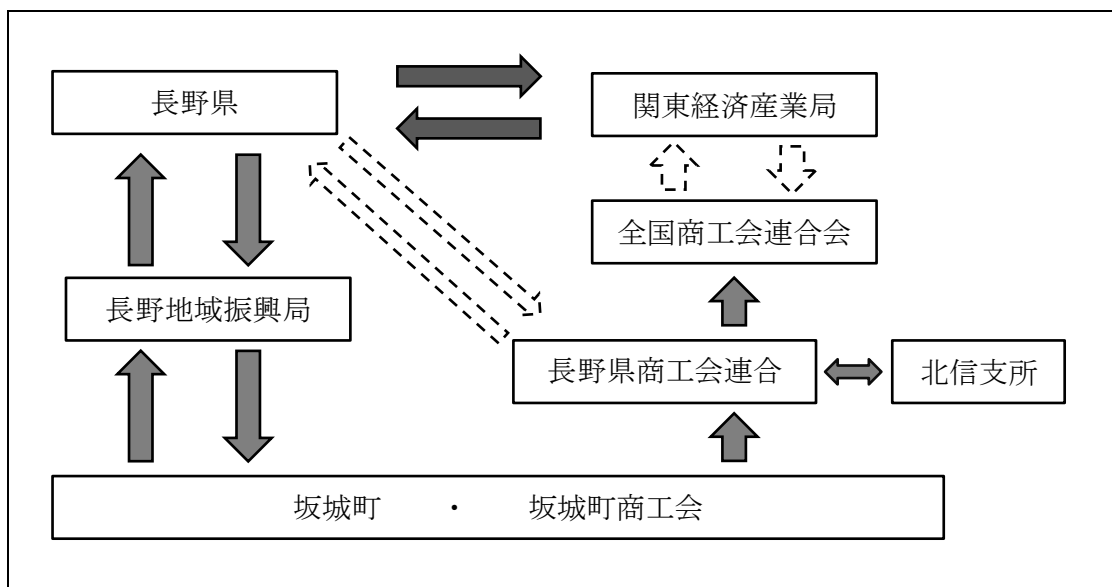 長野県
関東経済産業局
全国商工会連合会
長野地域振興局
長野県商工会連合
北信支所
坂城町　・　坂城町商工会